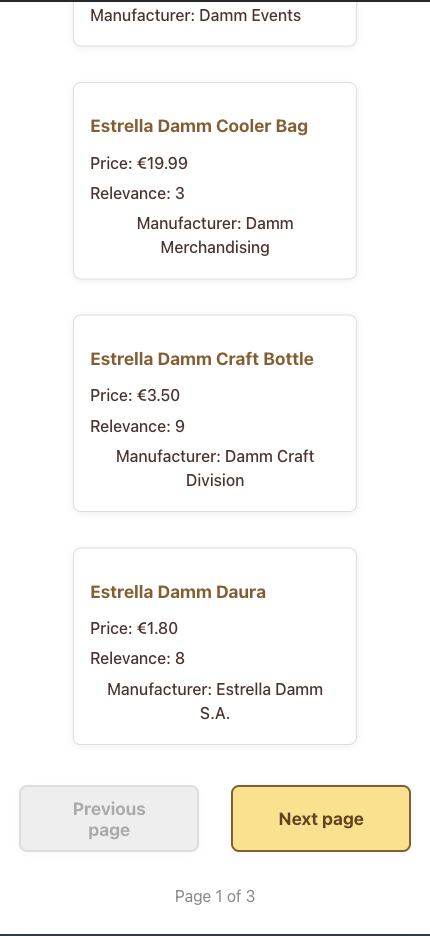 Manufacturer: Damm Events
Estrella Damm Cooler Bag
Price: €19.99
Relevance: 3
Manufacturer: Damm
Merchandising
Estrella Damm Craft Bottle
Price: €3.50
Relevance: 9
Manufacturer: Damm Craft
Division
Estrella Damm Daura
Price: €1.80
Relevance: 8
Manufacturer: Estrella Damm
S.A.
Previous
page
Next page
Page 1 of 3